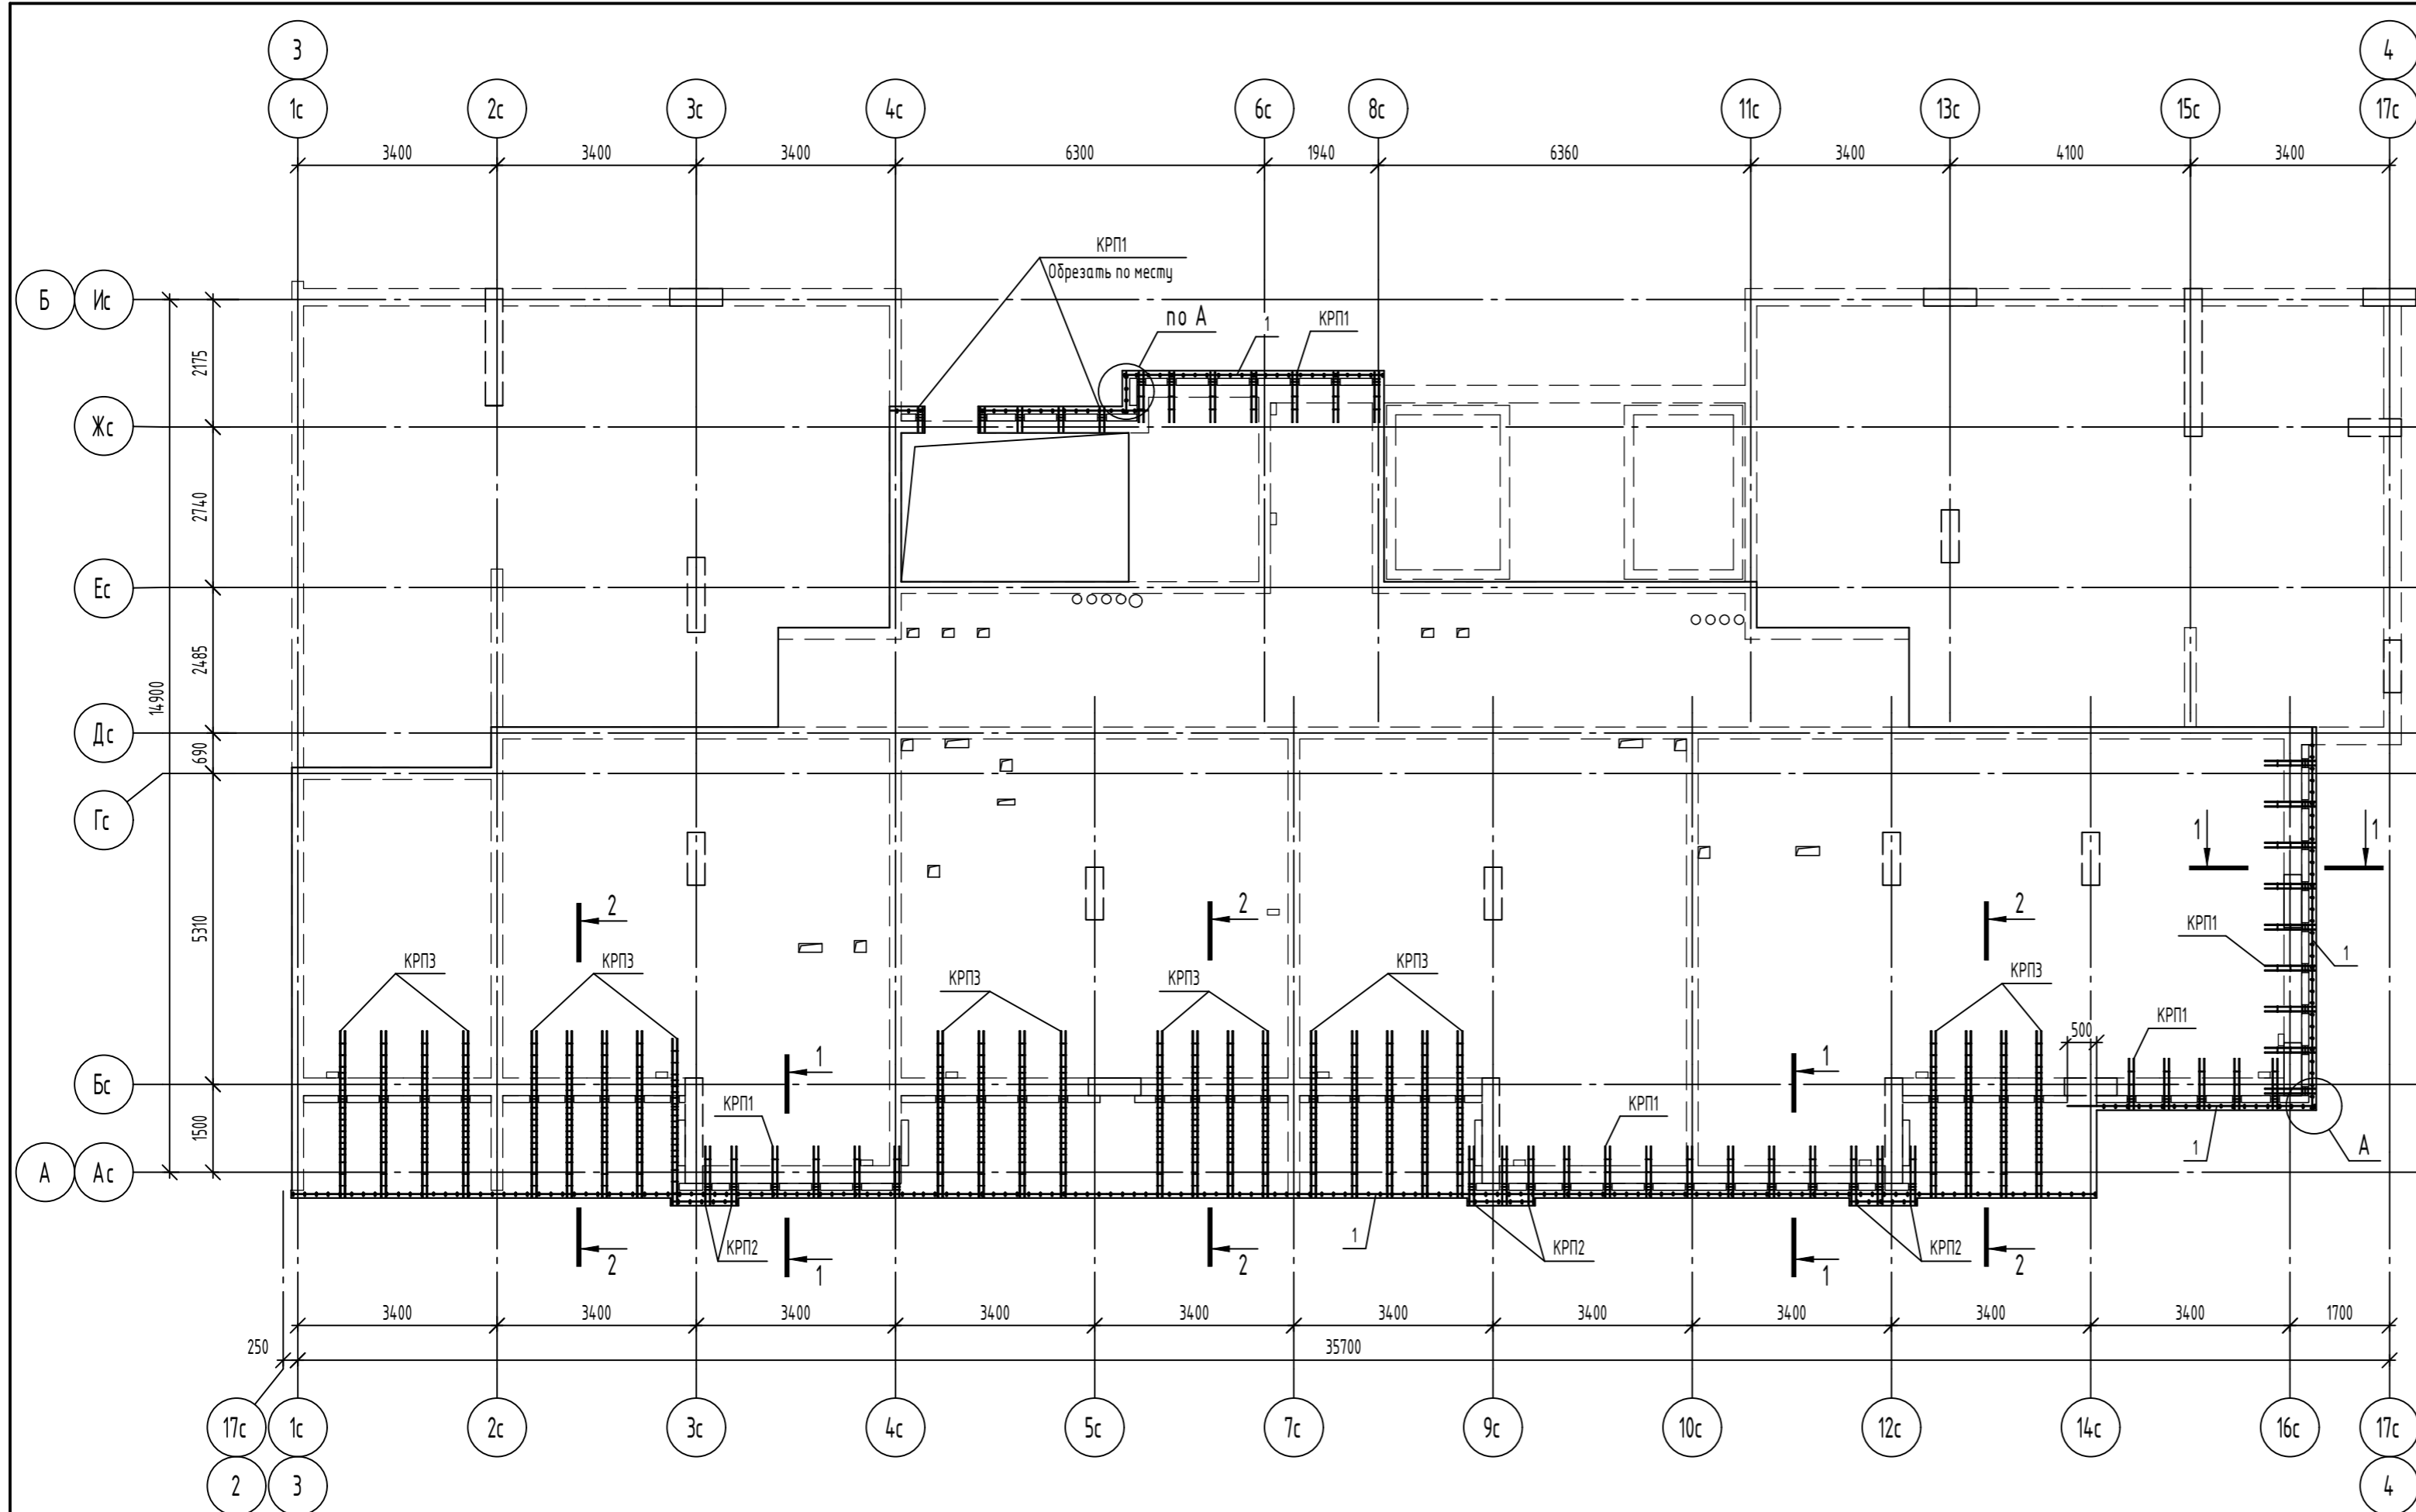 3
4
1с
2с
3с
4с
6с
8с
11с
13с
15с
17с
3400
3400
3400
6300
1940
6360
3400
4100
3400
КРП1
Обрезать по месту
Б
Ис
по А
1
КРП1
2175
Жс
2740
Ес
2485
14900
Дс
690
Гс
1
1
5310
2
2
2
КРП1
1
КРП3
КРП3
КРП3
КРП3
КРП3
КРП3
500
КРП1
Бс
1
1
1500
КРП1
КРП1
А
Ас
1
А
КРП2
1
КРП2
КРП2
2
1
2
1
2
3400
3400
3400
3400
3400
3400
3400
3400
3400
3400
1700
250
35700
17с
1с
2с
3с
4с
5с
7с
9с
10с
12с
14с
16с
17с
2
3
4